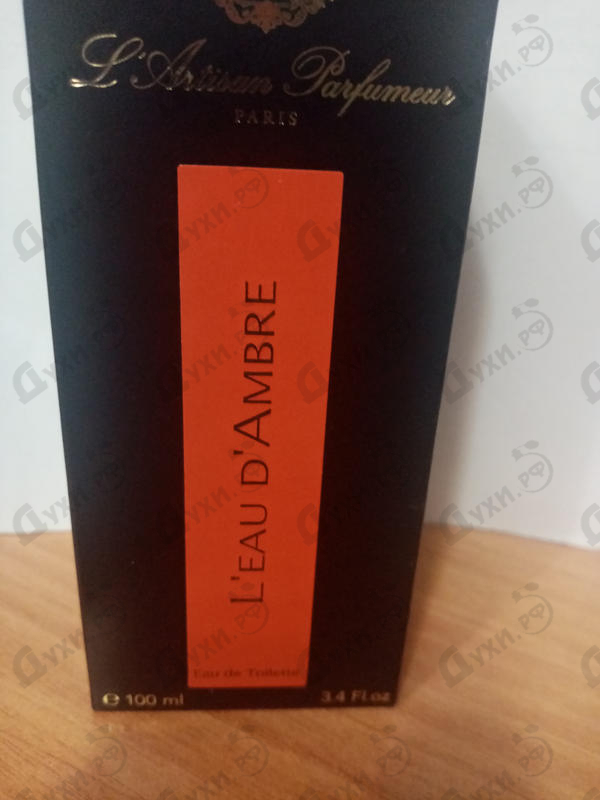 L'Artisan Parfumeur
PARIS
L'EAU D'AMBRE
Eau de Toilette
e 100 ml
3.4 Fl.oz
Духи.РФ